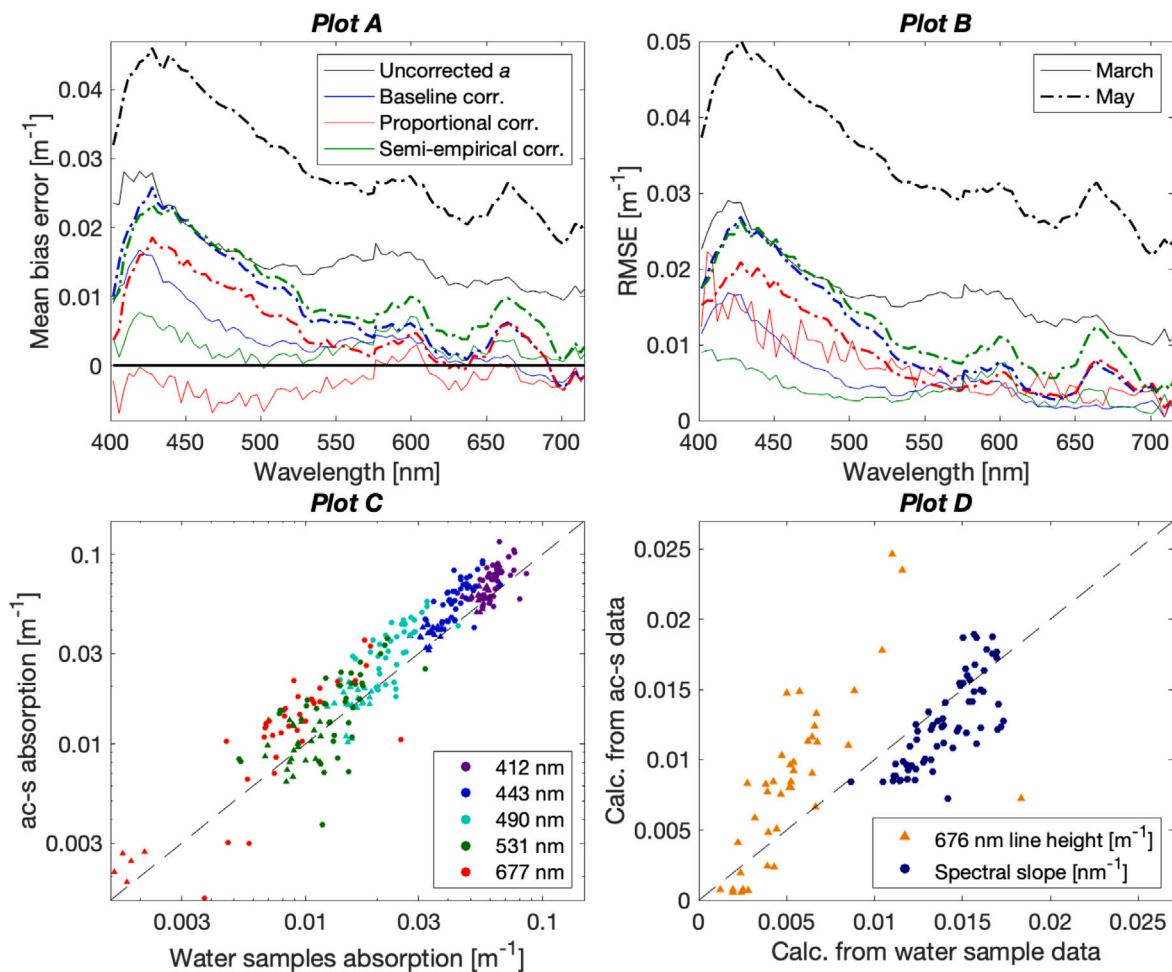 Plot A
Mean bias error [m⁻¹]
0.04
0.03
0.02
0.01
0
400 450 500 550 600 650 700
Wavelength [nm]
Uncorrected a
Baseline corr.
Proportional corr.
Semi-empirical corr.
Plot B
RMSE [m⁻¹]
0.05
0.04
0.03
0.02
0.01
0
400 450 500 550 600 650 700
Wavelength [nm]
March
May
Plot C
ac-s absorption [m⁻¹]
0.1
0.03
0.01
0.003
0.003 0.01 0.03 0.1
Water samples absorption [m⁻¹]
412 nm
443 nm
490 nm
531 nm
677 nm
Plot D
Calc. from ac-s data
0.025
0.02
0.015
0.01
0.005
0
0 0.005 0.01 0.015 0.02 0.025
Calc. from water sample data
676 nm line height [m⁻¹]
Spectral slope [nm⁻¹]